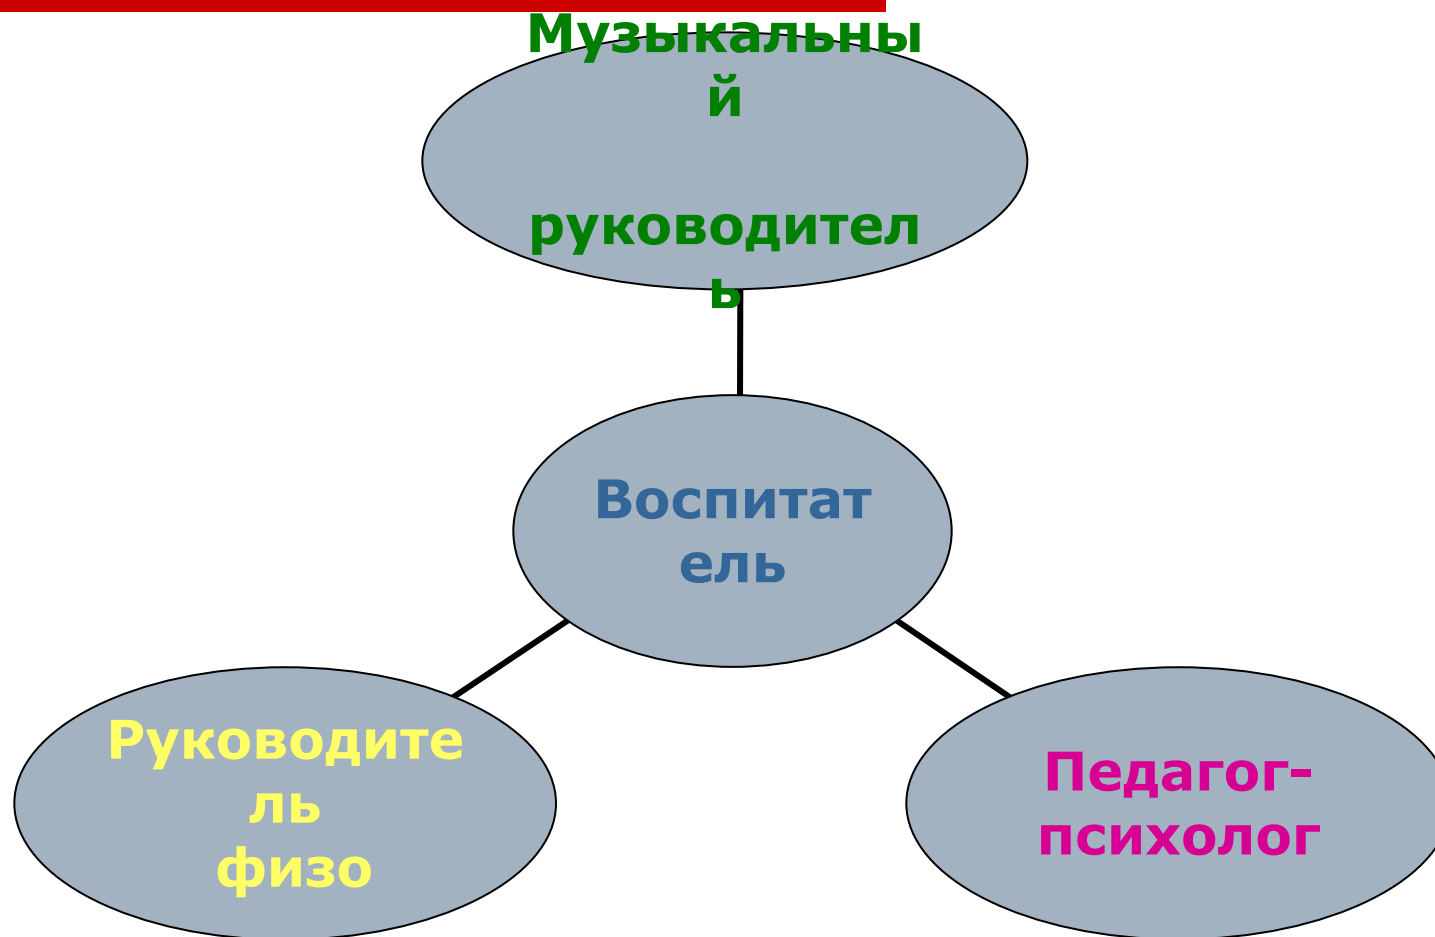 Музыкальны
й
руководител
ь
Воспитат
ель
Руководите
ль
физо
Педагог-
психолог